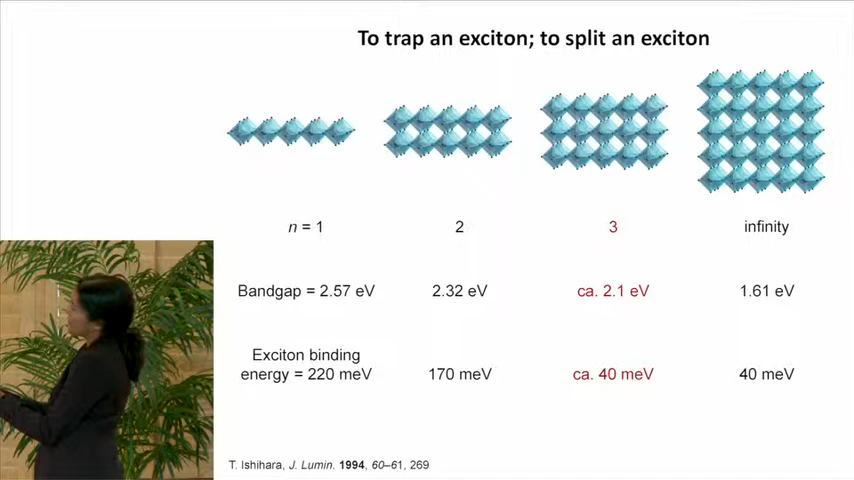 To trap an exciton; to split an exciton
n = 1
2
3
infinity
Bandgap = 2.57 eV
2.32 eV
ca. 2.1 eV
1.61 eV
Exciton binding
energy = 220 meV
170 meV
ca. 40 meV
40 meV
T. Ishihara, J. Lumin. 1994, 60–61, 269